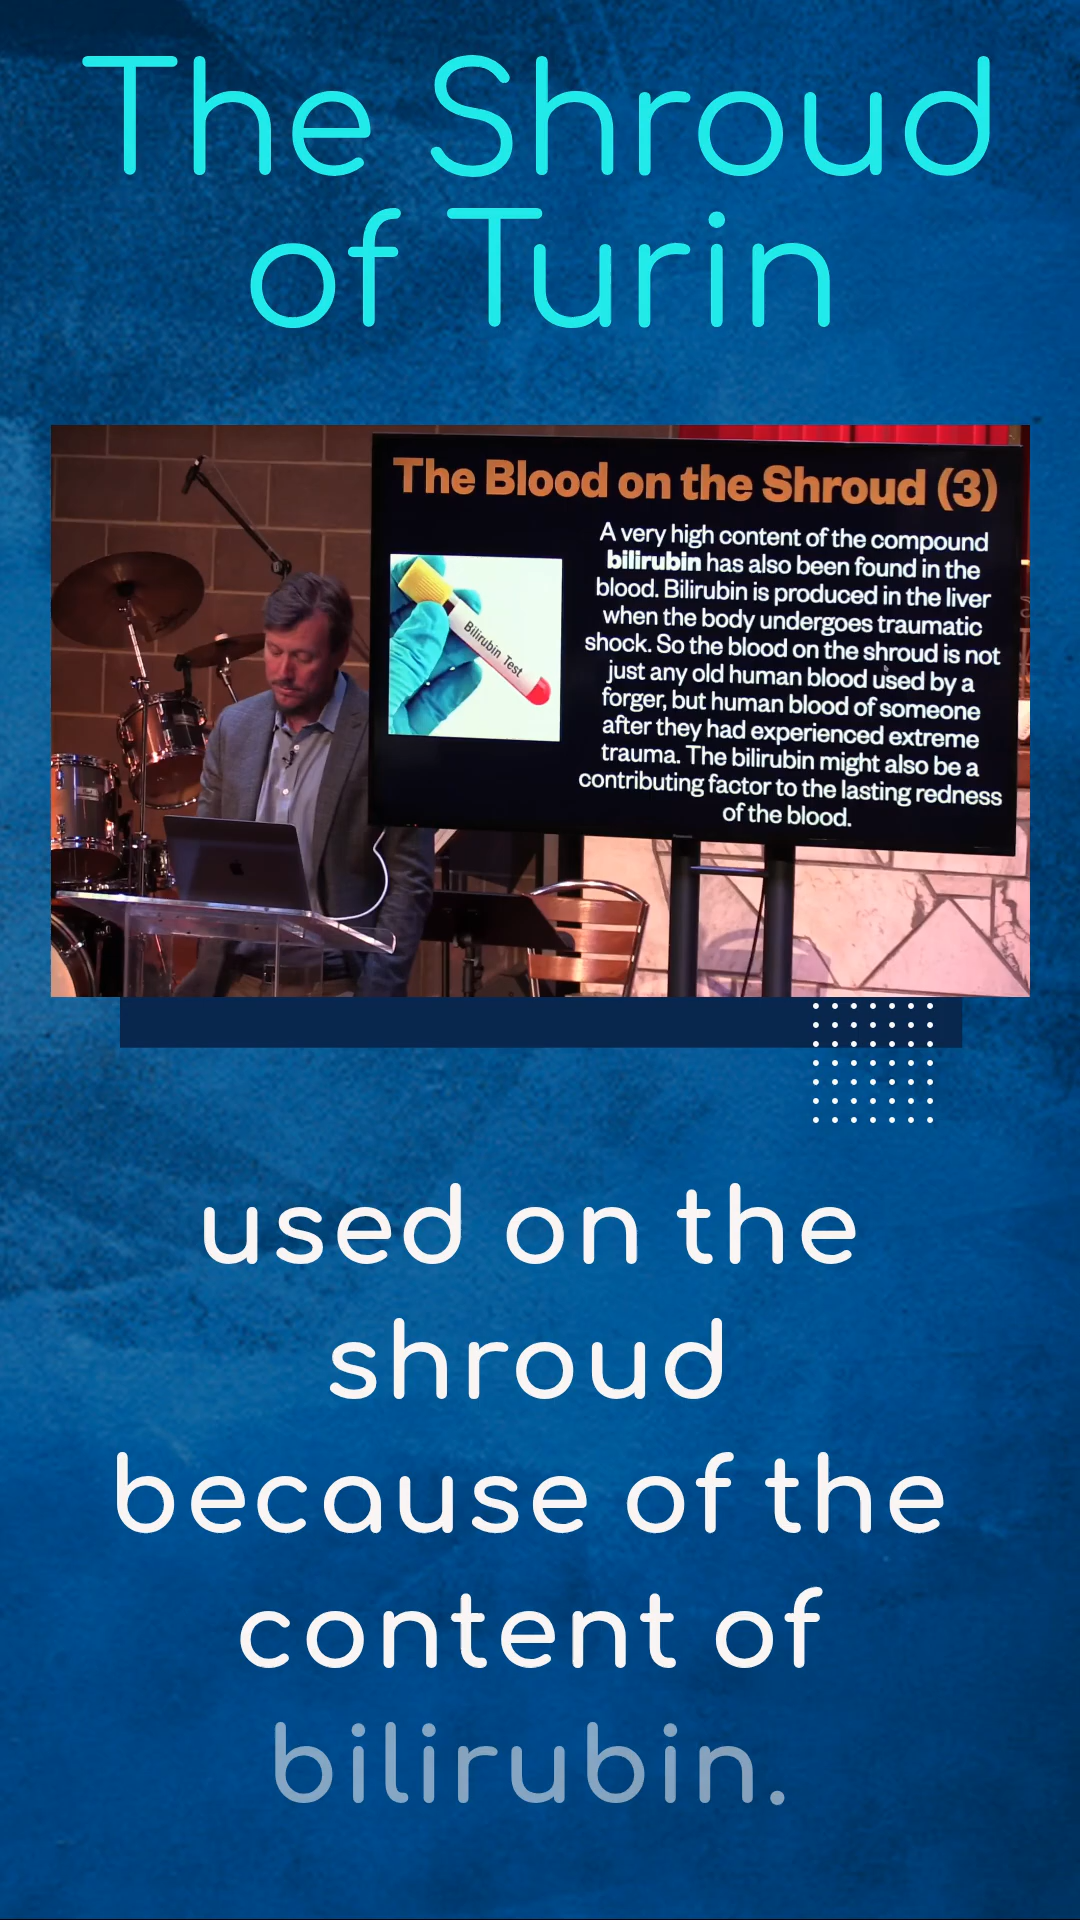 The Shroud
of Turin
The Blood on the Shroud (3)
A very high content of the compound
bilirubin has also been found in the
blood. Bilirubin is produced in the liver
when the body undergoes traumatic
shock. So the blood on the shroud is not
just any old human blood used by a
forger, but human blood of someone
after they had experienced extreme
trauma. The bilirubin might also be a
contributing factor to the lasting redness
of the blood.
Bilirubin Test
used on the
shroud
because of the
content of
bilirubin.